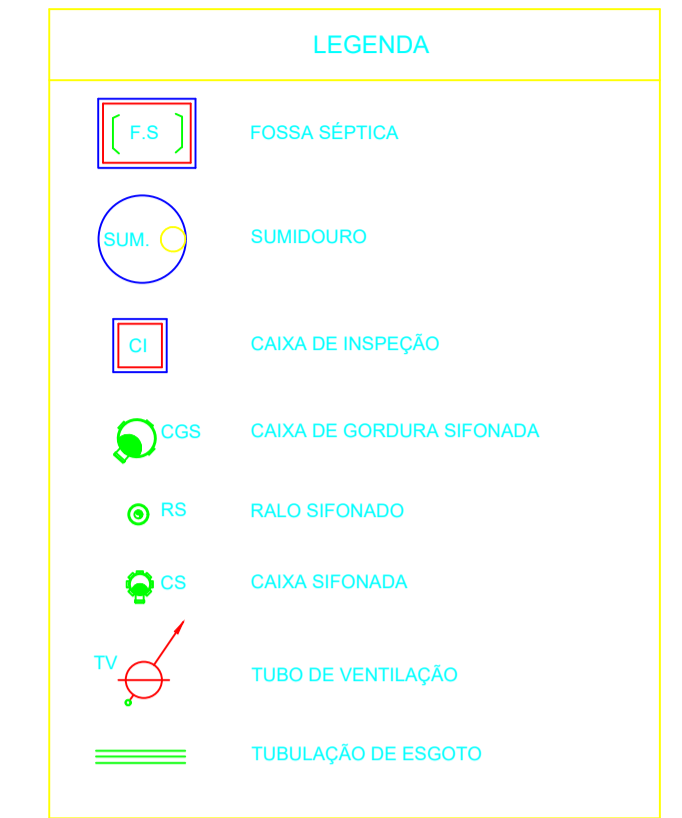 LEGENDA
F.S FOSSA SÉPTICA
SUM. SUMIDOURO
CI CAIXA DE INSPEÇÃO
CGS CAIXA DE GORDURA SIFONADA
RS RALO SIFONADO
CS CAIXA SIFONADA
TV TUBO DE VENTILAÇÃO
TUBULAÇÃO DE ESGOTO